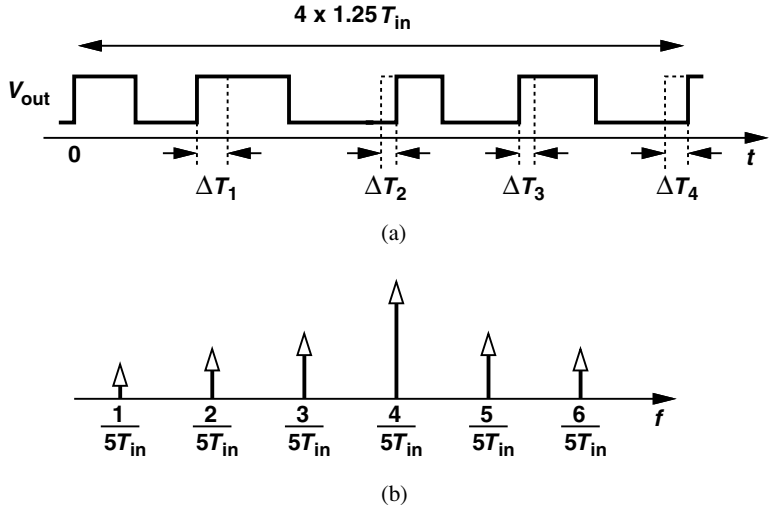 4 x 1.25 T_in
V_out
0 t
ΔT_1 ΔT_2 ΔT_3 ΔT_4
(a)
1/5T_in 2/5T_in 3/5T_in 4/5T_in 5/5T_in 6/5T_in f
(b)